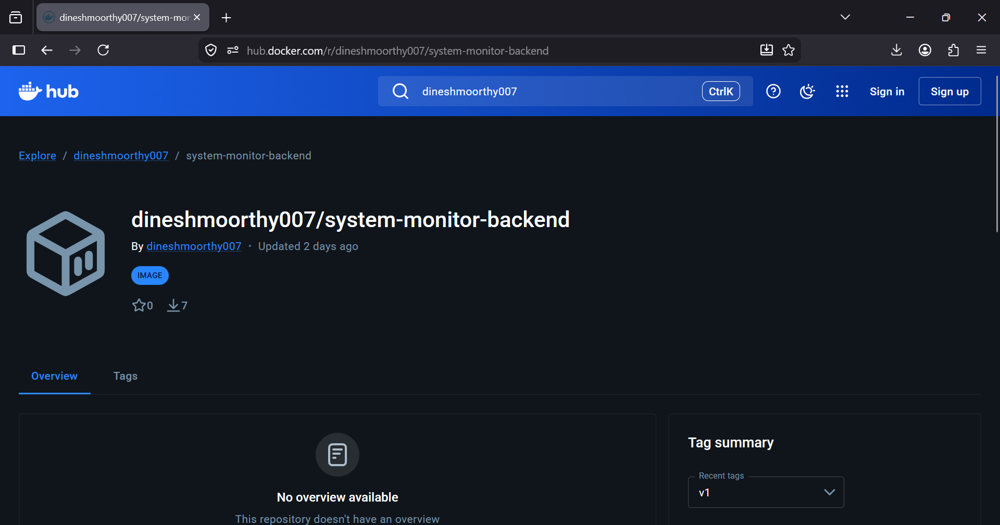 dineshmoorthy007/system-mon
hub.docker.com/r/dineshmoorthy007/system-monitor-backend
hub
dineshmoorthy007
CtrlK
Sign in
Sign up
Explore / dineshmoorthy007 / system-monitor-backend
dineshmoorthy007/system-monitor-backend
By dineshmoorthy007 • Updated 2 days ago
IMAGE
0 7
Overview
Tags
No overview available
This repository doesn't have an overview
Tag summary
Recent tags
v1